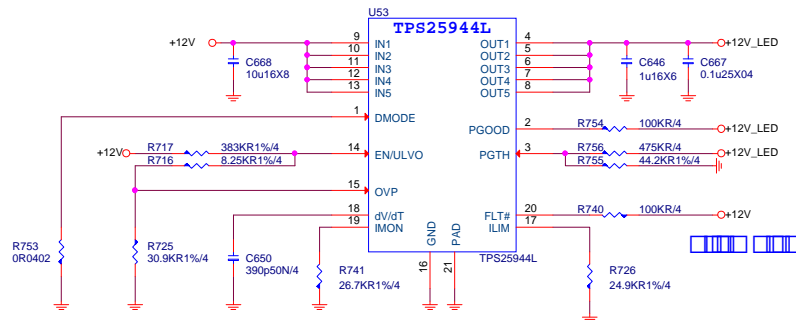 U53
TPS25944L
+12V
9
10
11
12
13
IN1
IN2
IN3
IN4
IN5
OUT1
OUT2
OUT3
OUT4
OUT5
4
5
6
7
8
+12V_LED
C668
10u16X8
C646
1u16X6
C667
0.1u25X04
1
DMODE
PGOOD
2
R754
100KR/4
+12V_LED
+12V
R717
383KR1%/4
R716
8.25KR1%/4
14
EN/ULVO
PGTH
3
R756
475KR/4
+12V_LED
R755
44.2KR1%/4
15
OVP
18
dV/dT
19
IMON
FLT#
20
ILIM
17
R740
100KR/4
+12V
R753
0R0402
R725
30.9KR1%/4
C650
390p50N/4
R741
26.7KR1%/4
GND
PAD
16
21
TPS25944L
R726
24.9KR1%/4